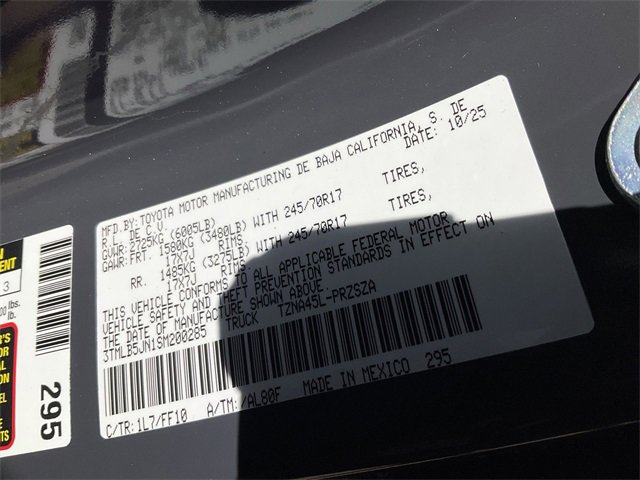 MFD.BY:TOYOTA MOTOR MANUFACTURING DE BAJA CALIFORNIA, S. DE
R.L. DE C.V. DATE: 10/25
GVWR: 2725KG (6005LB)
GAWR:FRT. 1580KG (3480LB) WITH 245/70R17 TIRES,
17X7J RIMS.
RR. 1485KG (3275LB) WITH 245/70R17 TIRES,
17X7J RIMS.
THIS VEHICLE CONFORMS TO ALL APPLICABLE FEDERAL MOTOR
VEHICLE SAFETY AND THEFT PREVENTION STANDARDS IN EFFECT ON
THE DATE OF MANUFACTURE SHOWN ABOVE.
3TMLB5JN1SM200285 TRUCK TZNA45L-PRZSZA
C/TR: 1L7/FF10 A/TM: /AL80F MADE IN MEXICO 295
295